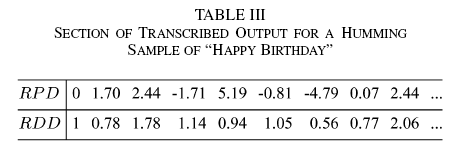 TABLE III
SECTION OF TRANSCRIBED OUTPUT FOR A HUMMING
SAMPLE OF "HAPPY BIRTHDAY"
RPD 0 1.70 2.44 -1.71 5.19 -0.81 -4.79 0.07 2.44 ...
RDD 1 0.78 1.78 1.14 0.94 1.05 0.56 0.77 2.06 ...